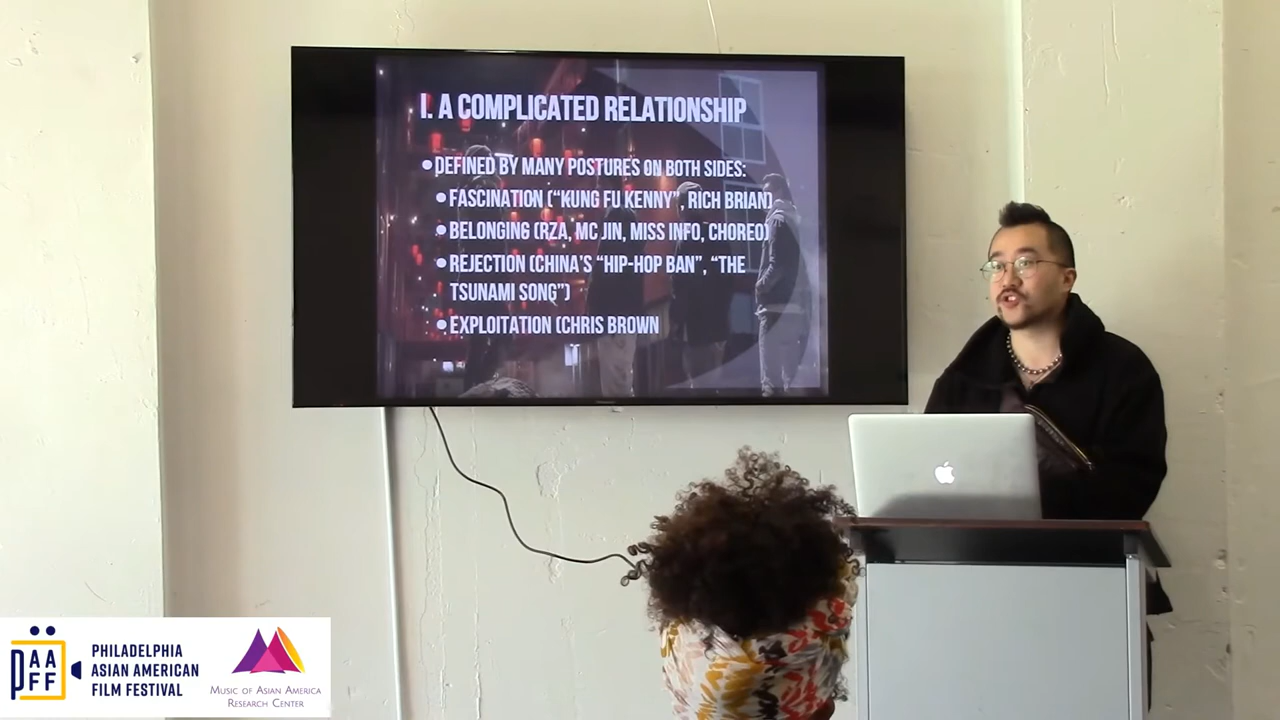 I. A COMPLICATED RELATIONSHIP
•DEFINED BY MANY POSTURES ON BOTH SIDES:
•FASCINATION (“KUNG FU KENNY”, RICH BRIAN)
•BELONGING (RZA, MC JIN, MISS INFO, CHOREO)
•REJECTION (CHINA’S “HIP-HOP BAN”, “THE
TSUNAMI SONG”)
•EXPLOITATION (CHRIS BROWN
PAAFF
PHILADELPHIA
ASIAN AMERICAN
FILM FESTIVAL
MUSIC OF ASIAN AMERICA
RESEARCH CENTER